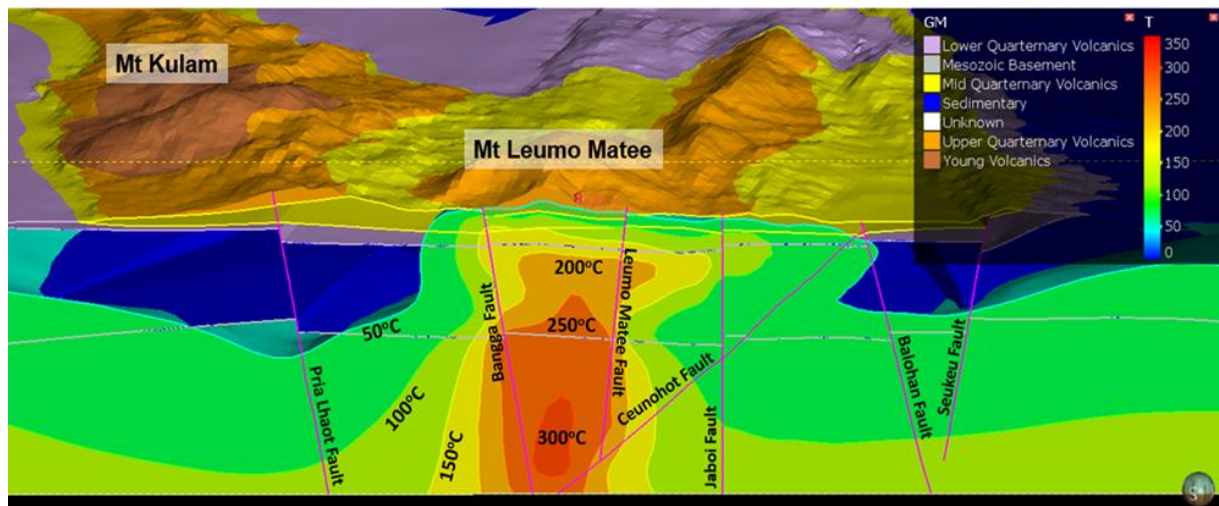 Mt Kulam
Mt Leumo Matee
GM
Lower Quarternary Volcanics
Mesozoic Basement
Mid Quarternary Volcanics
Sedimentary
Unknown
Upper Quarternary Volcanics
Young Volcanics
T
350
300
250
200
150
100
50
0
200°C
250°C
300°C
50°C
100°C
150°C
Pria Lhaot Fault
Bangga Fault
Leumo Matee Fault
Ceunohot Fault
Jaboi Fault
Balohan Fault
Seukeu Fault
S